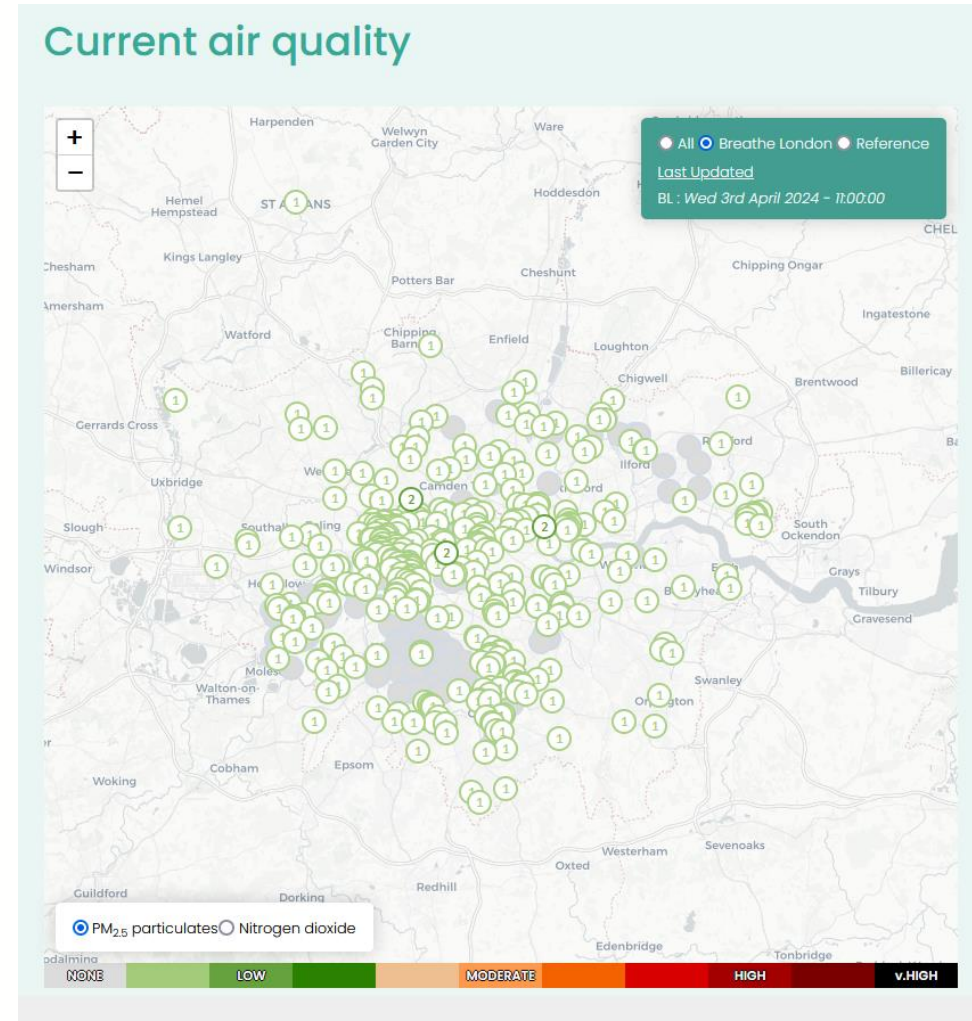 Current air quality
+
−
All Breathe London Reference
Last Updated
BL : Wed 3rd April 2024 - 11:00:00
Harpenden
Welwyn
Garden City
Ware
Hemel
Hempstead
Hoddesdon
CHEL
Kings Langley
Chesham
Potters Bar
Cheshunt
Chipping Ongar
Amersham
Ingatestone
Watford
Chipping
Enfield
Loughton
Chigwell
Brentwood
Billericay
Gerrards Cross
Ilford
Uxbridge
Camden
2
Slough
2
South
Ockendon
2
Windsor
Grays
Tilbury
Gravesend
Swanley
Walton-on-
Thames
Cobham
Epsom
Woking
Westerham
Sevenoaks
Oxted
Redhill
Guildford
Dorking
PM2.5 particulates Nitrogen dioxide
Edenbridge
Tonbridge
NONE LOW MODERATE HIGH v.HIGH